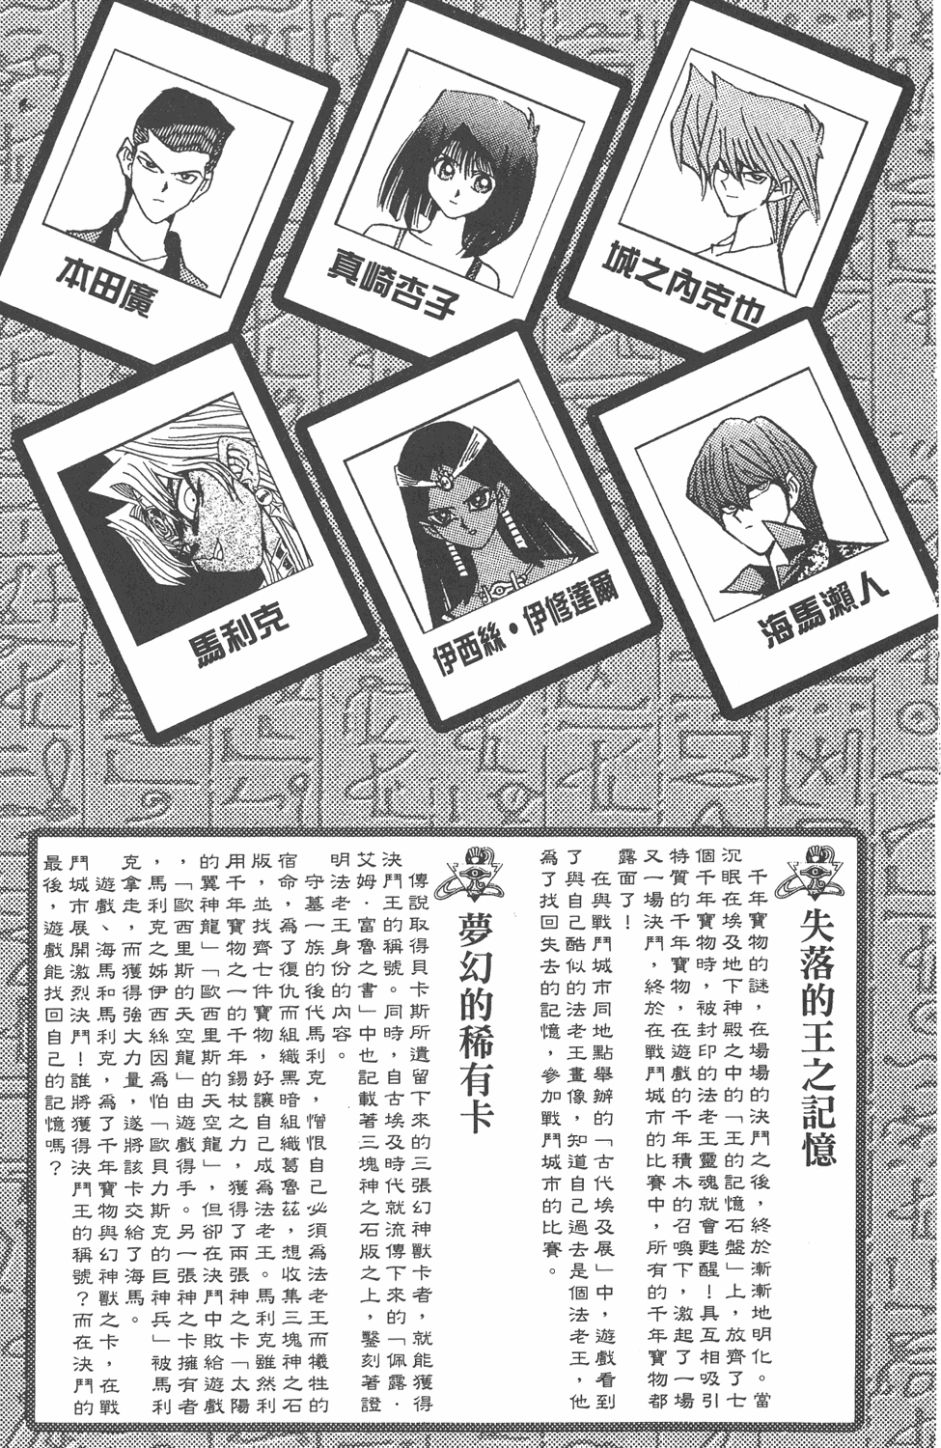 城之內克也
真崎杏子
本田廣
海馬瀨人
伊西絲・伊修達爾
馬利克
失落的王之記憶
千年寶物的謎，在場場的決鬥之後，終於漸漸地明化。當
沉眠在埃及地下神殿之中的「王的記憶石盤」上，放齊了七
個千年寶物時，被封印的法老王靈魂就會甦醒！具互相吸引
特質的千年寶物，在遊戲的千年積木的召喚下，激起了一場
又一場決鬥，終於在戰鬥城市的比賽中，所有的千年寶物都
露面了！
在與戰鬥城市同地點舉辦的「古代埃及展」中，遊戲看到
了與自己酷似的法老王畫像，知道自己過去是個法老王，他
為了找回失去的記憶，參加戰鬥城市的比賽。
夢幻的稀有卡
傳說取得貝卡斯所遺留下來的三張幻神獸卡者，就能獲得
決鬥王的稱號。同時，自古埃及時代就流傳下來的「佩露・
艾姆・富魯之書」中也記載著三塊神之石版之上，鑿刻著證
明法老王身份的內容。
守墓一族的後代馬利克，憎恨自己必須為法老王而犧牲的
宿命，為了復仇而組織黑暗組織葛魯茲，想收集三塊神之石
版，並找齊七件寶物，好讓自己成為法老王。馬利克雖然利
用千年寶物之一的千年錫杖之力，獲得了兩張神之卡「太陽
的翼神龍」「歐西里斯的天空龍」，但卻在決鬥中敗給遊戲
，「歐西里斯的天空龍」由遊戲得手。另一張神之卡擁有者
，馬利克之姊伊西絲因為怕「歐貝力斯克的巨神兵」被馬利
克拿走，而獲得強大力量，遂將該卡交給了海馬。
遊戲、海馬和馬利克，為了千年寶物與幻神獸之卡，在戰
鬥城市展開激烈決鬥！誰將獲得決鬥王的稱號？而在決鬥的
最後，遊戲能找回自己的記憶嗎？